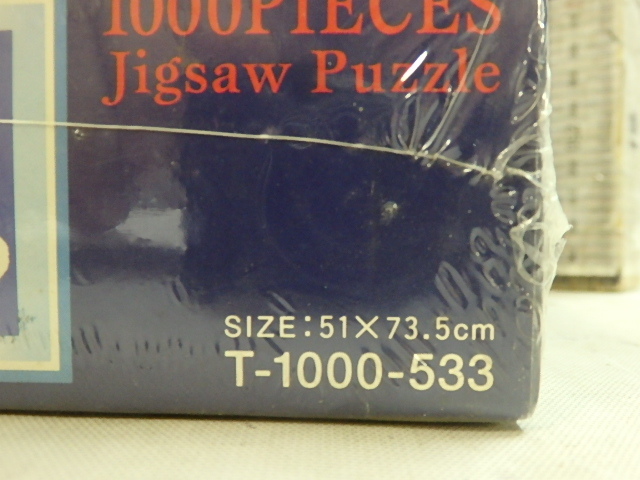 1000PIECES
Jigsaw Puzzle
SIZE:51×73.5cm
T-1000-533